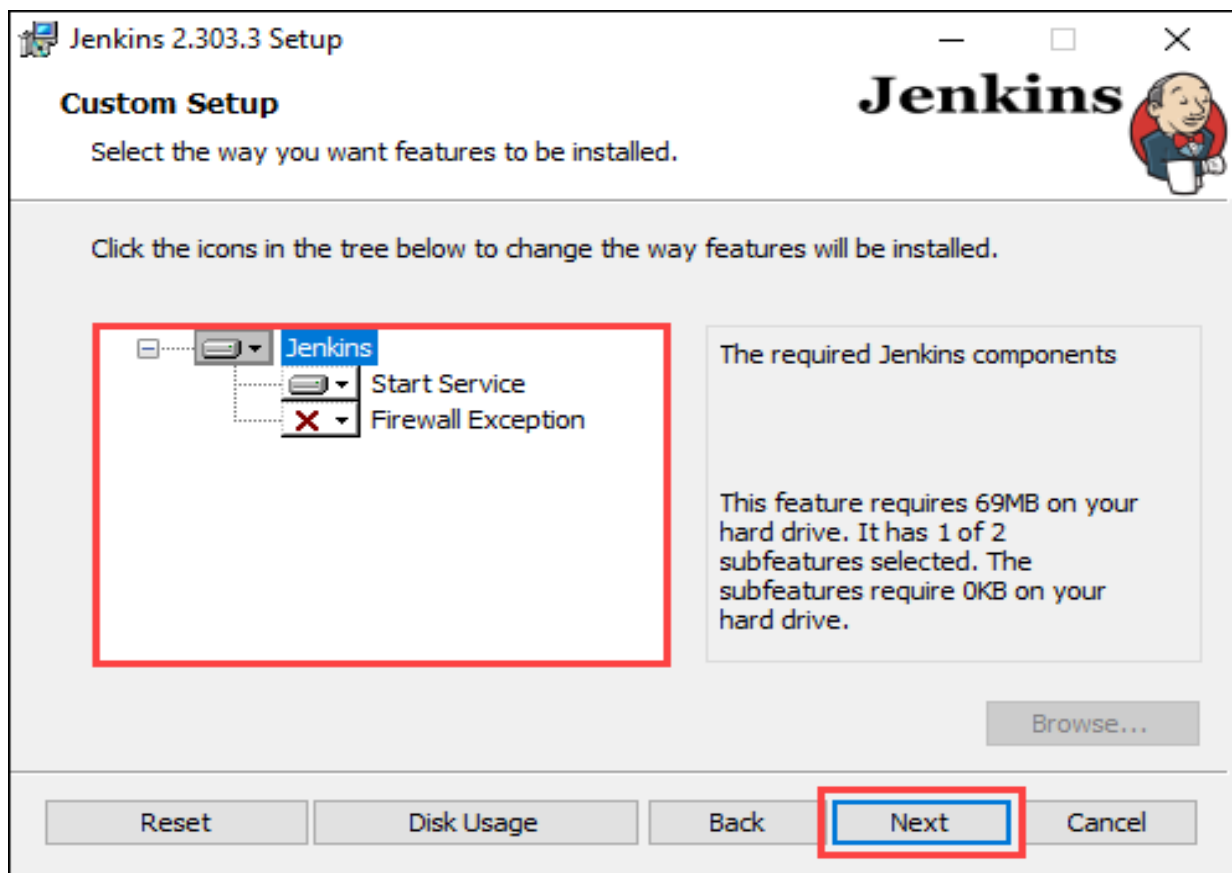 Jenkins 2.303.3 Setup
Custom Setup
Jenkins
Select the way you want features to be installed.
Click the icons in the tree below to change the way features will be installed.
Jenkins
Start Service
Firewall Exception
The required Jenkins components
This feature requires 69MB on your
hard drive. It has 1 of 2
subfeatures selected. The
subfeatures require 0KB on your
hard drive.
Browse...
Reset
Disk Usage
Back
Next
Cancel